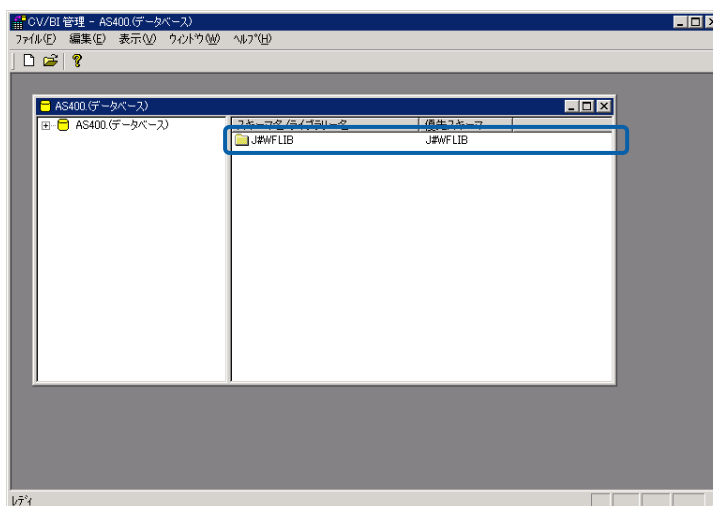 CV/BI 管理 - AS400.(データベース)
ファイル(F) 編集(E) 表示(V) ウィンドウ(W) ヘルプ(H)
AS400.(データベース)
AS400.(データベース)
スキーマ名/ライブラリー名 優先スキーマ
J#WFLIB J#WFLIB
レディ